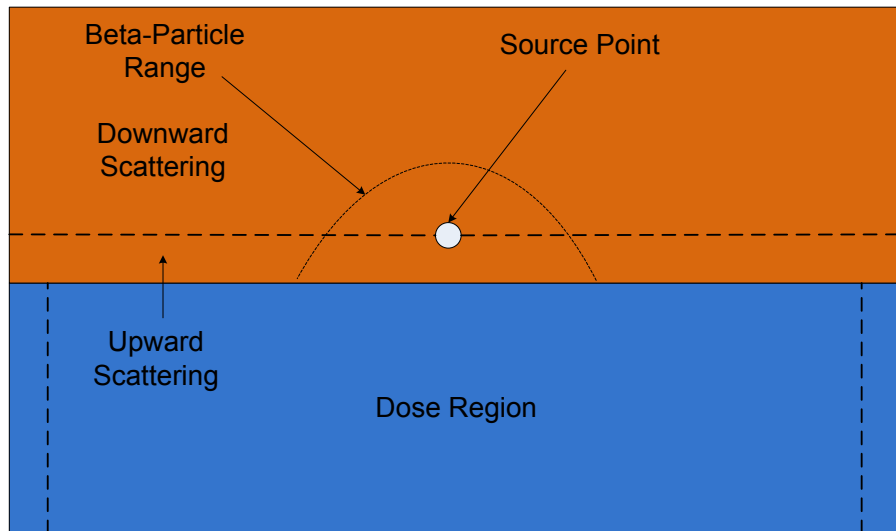 Beta-Particle
Range
Source Point
Downward
Scattering
Upward
Scattering
Dose Region